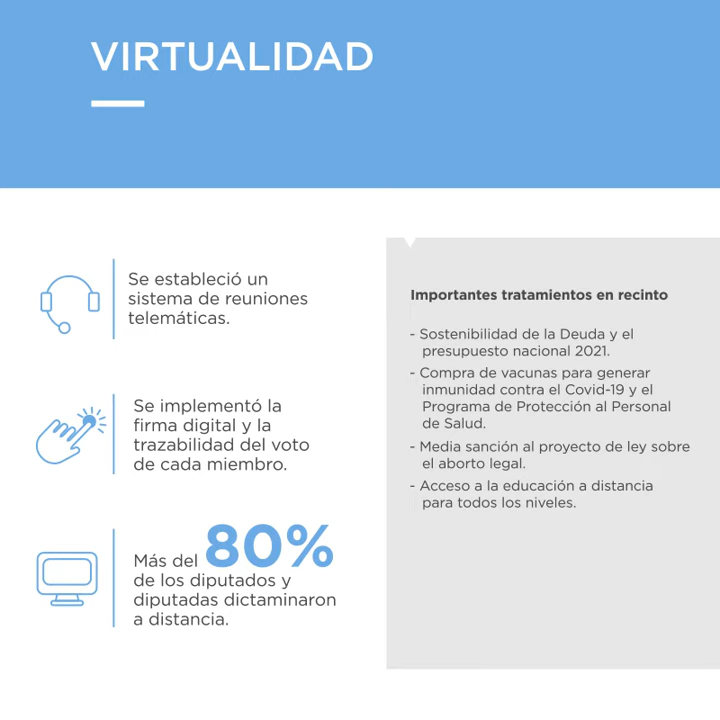 VIRTUALIDAD
Se estableció un
sistema de reuniones
telemáticas.
Se implementó la
firma digital y la
trazabilidad del voto
de cada miembro.
Más del 80%
de los diputados y
diputadas dictaminaron
a distancia.
Importantes tratamientos en recinto
- Sostenibilidad de la Deuda y el
presupuesto nacional 2021.
- Compra de vacunas para generar
inmunidad contra el Covid-19 y el
Programa de Protección al Personal
de Salud.
- Media sanción al proyecto de ley sobre
el aborto legal.
- Acceso a la educación a distancia
para todos los niveles.